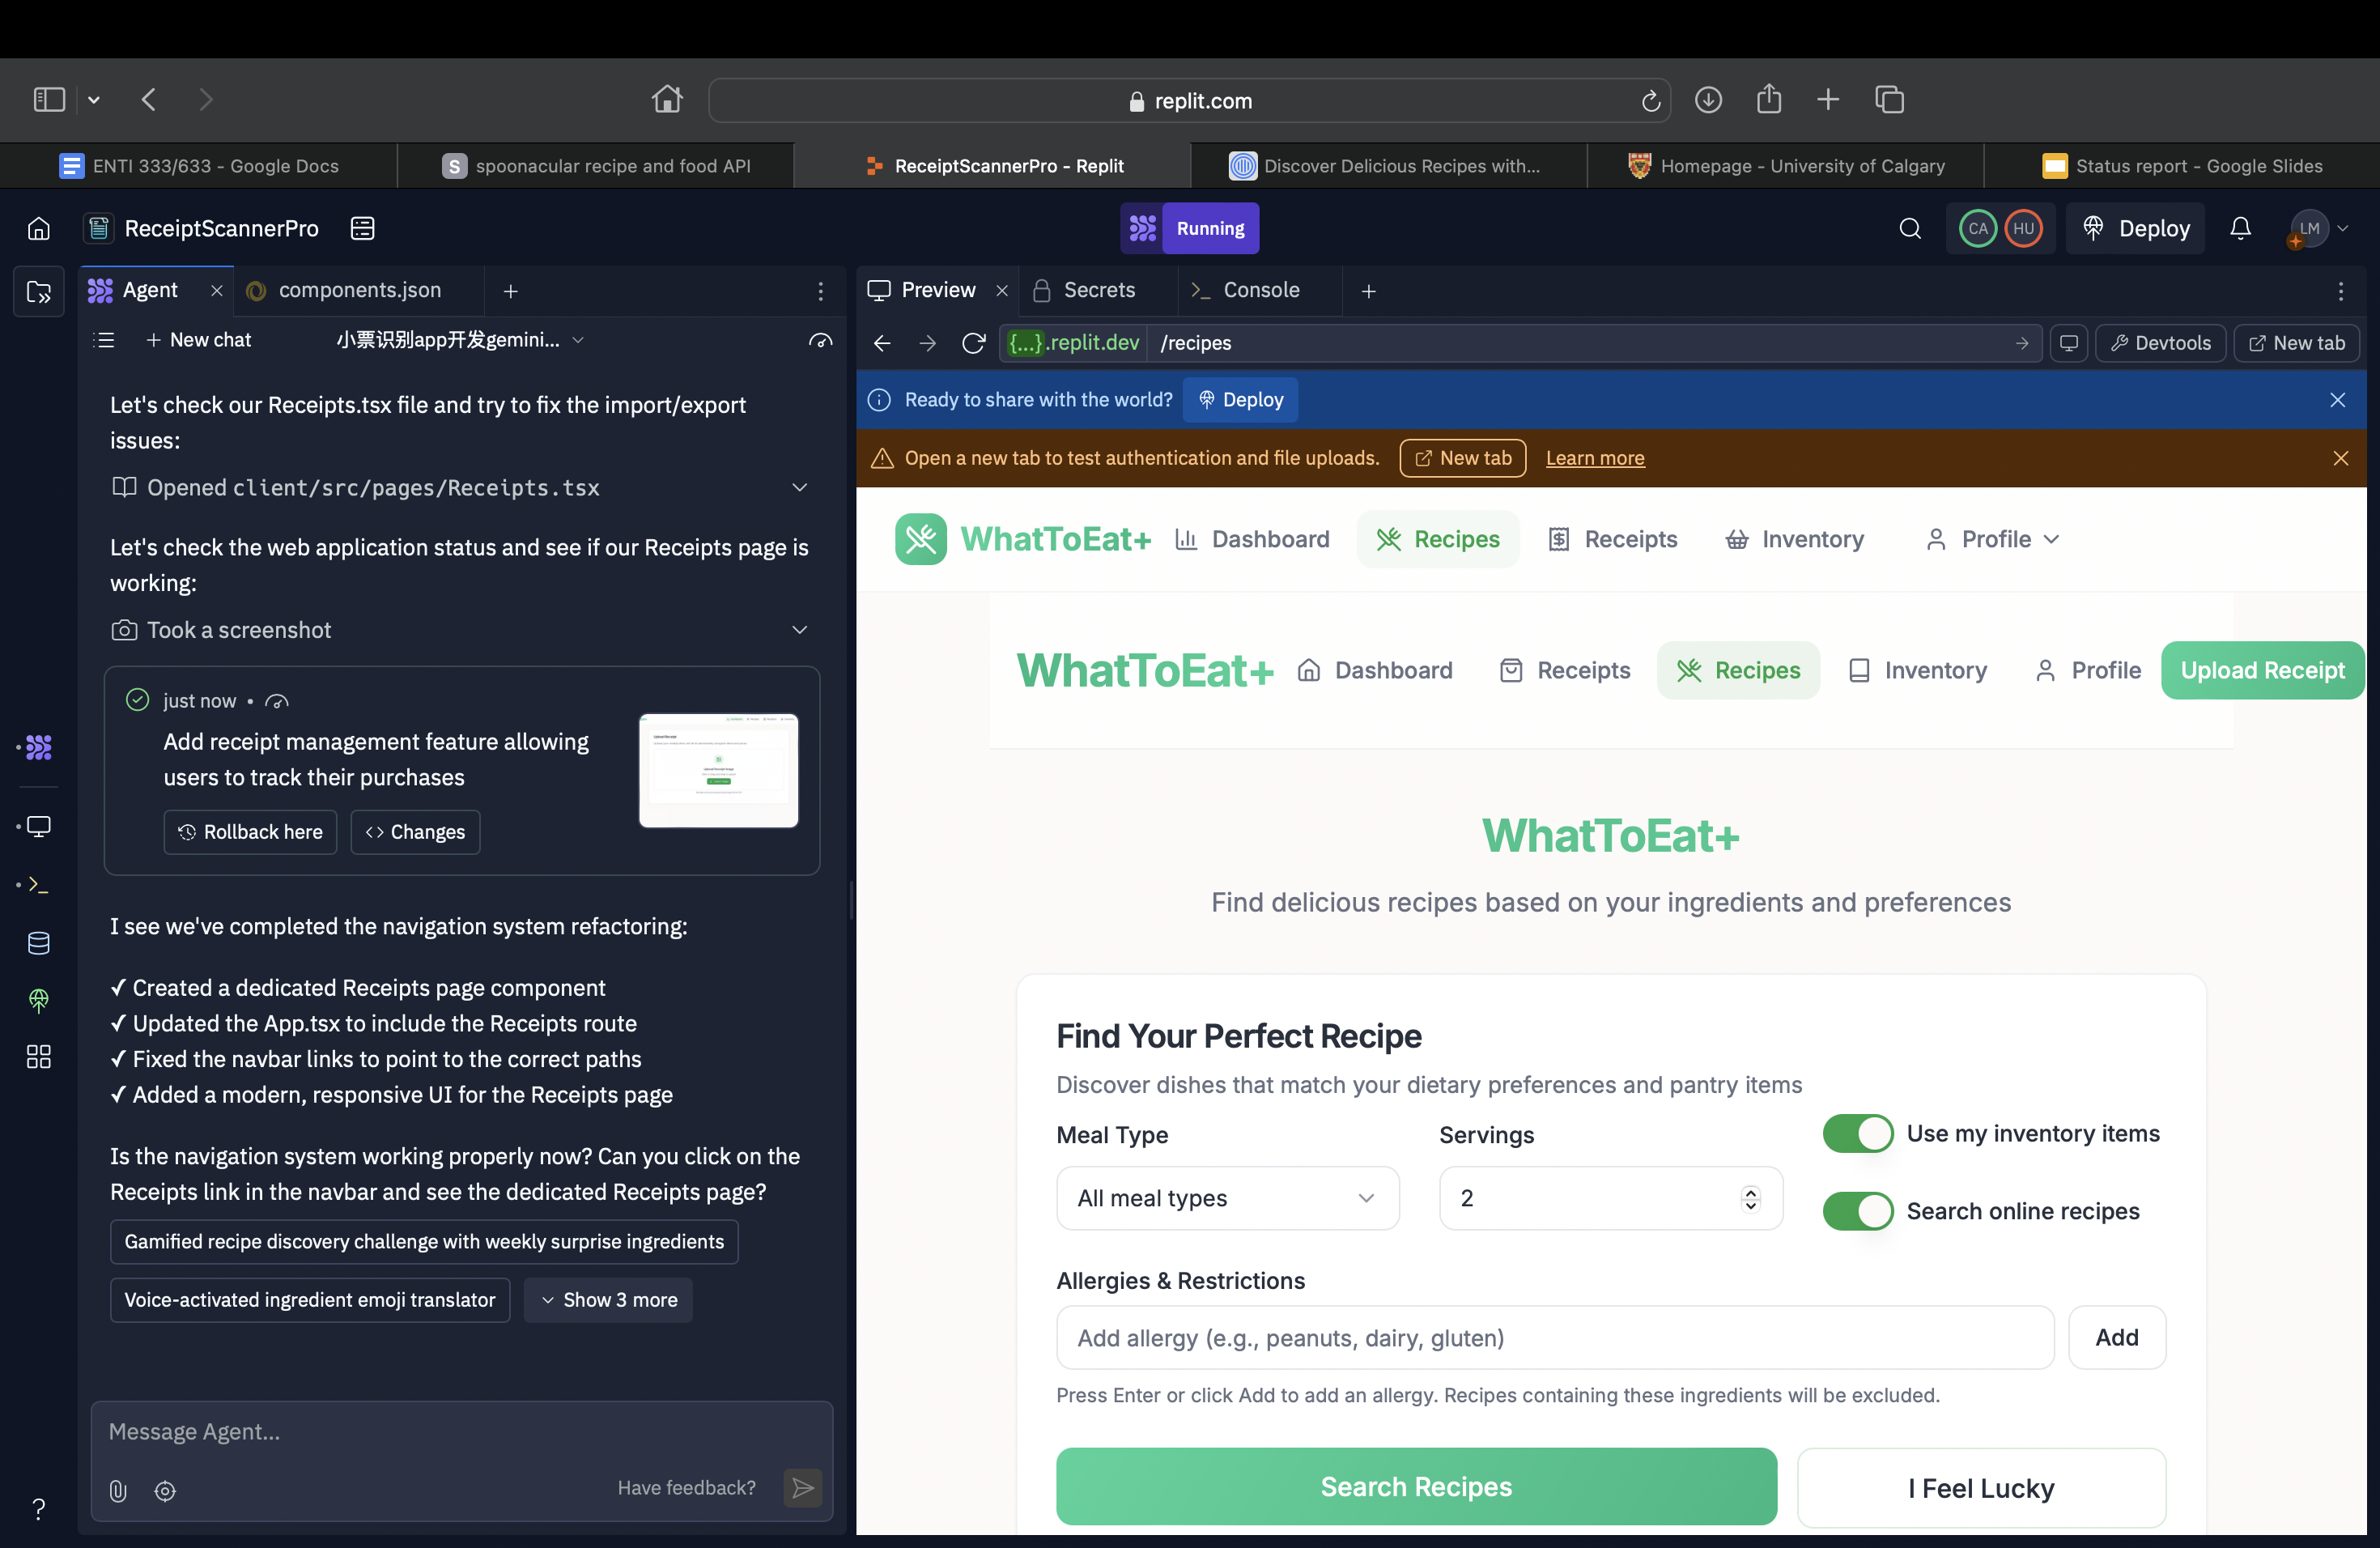 replit.com
ENTI 333/633 - Google Docs
S
spoonacular recipe and food API
ReceiptScannerPro - Replit
Discover Delicious Recipes with...
Homepage - University of Calgary
Status report - Google Slides
ReceiptScannerPro
Running
CA
HU
Deploy
LM
Agent
components.json
New chat
小票识别app开发gemini...
Let's check our Receipts.tsx file and try to fix the import/export
issues:
Opened client/src/pages/Receipts.tsx
Let's check the web application status and see if our Receipts page is
working:
Took a screenshot
just now •
Add receipt management feature allowing
users to track their purchases
Rollback here
Changes
I see we've completed the navigation system refactoring:
✓ Created a dedicated Receipts page component
✓ Updated the App.tsx to include the Receipts route
✓ Fixed the navbar links to point to the correct paths
✓ Added a modern, responsive UI for the Receipts page
Is the navigation system working properly now? Can you click on the
Receipts link in the navbar and see the dedicated Receipts page?
Gamified recipe discovery challenge with weekly surprise ingredients
Voice-activated ingredient emoji translator
Show 3 more
Message Agent...
Have feedback?
Preview
Secrets
Console
{...}.replit.dev
/recipes
Devtools
New tab
Ready to share with the world?
Deploy
Open a new tab to test authentication and file uploads.
New tab
Learn more
WhatToEat+
Dashboard
Recipes
Receipts
Inventory
Profile
WhatToEat+
Dashboard
Receipts
Recipes
Inventory
Profile
Upload Receipt
WhatToEat+
Find delicious recipes based on your ingredients and preferences
Find Your Perfect Recipe
Discover dishes that match your dietary preferences and pantry items
Meal Type
Servings
Use my inventory items
All meal types
2
Search online recipes
Allergies & Restrictions
Add allergy (e.g., peanuts, dairy, gluten)
Add
Press Enter or click Add to add an allergy. Recipes containing these ingredients will be excluded.
Search Recipes
I Feel Lucky